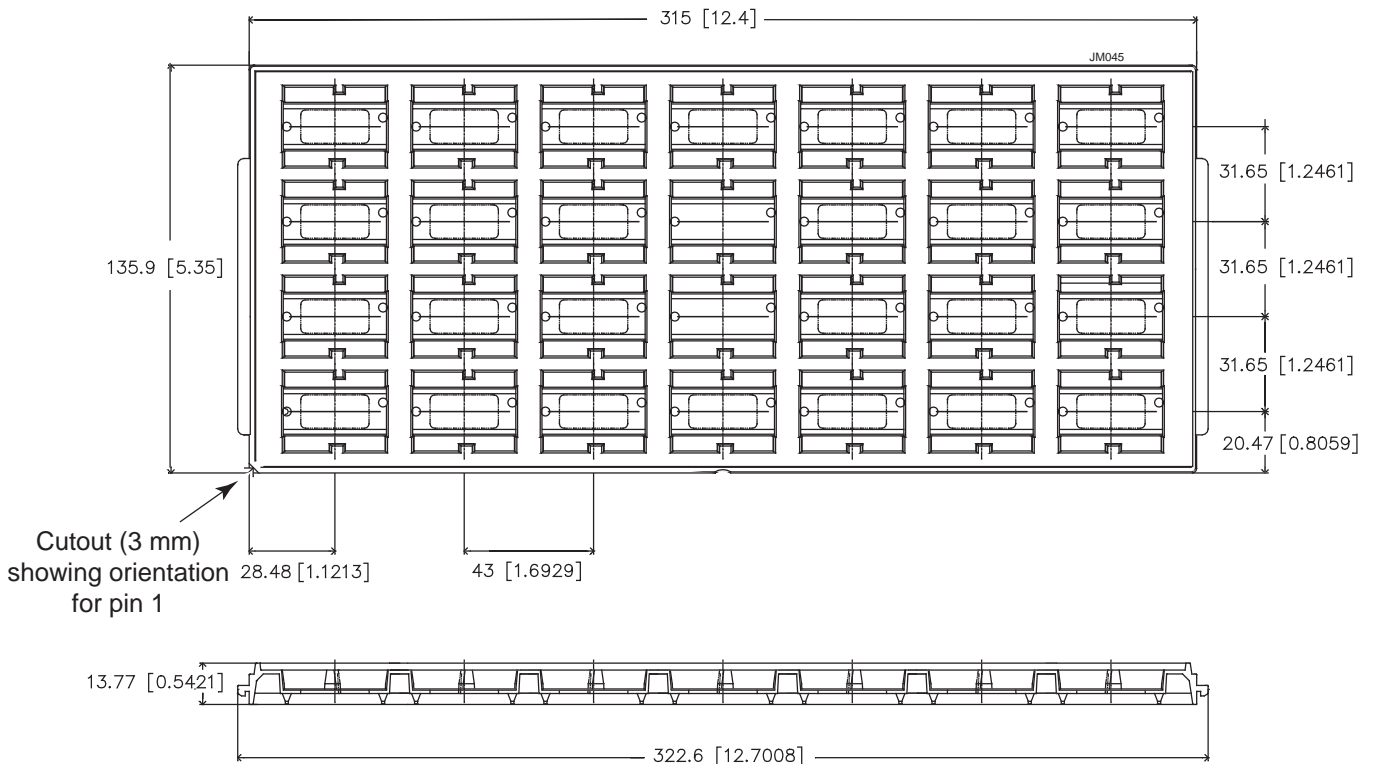 315 [12.4]
JM045
31.65 [1.2461]
135.9 [5.35]
31.65 [1.2461]
31.65 [1.2461]
20.47 [0.8059]
Cutout (3 mm)
showing orientation
for pin 1
28.48 [1.1213]
43 [1.6929]
13.77 [0.5421]
322.6 [12.7008]